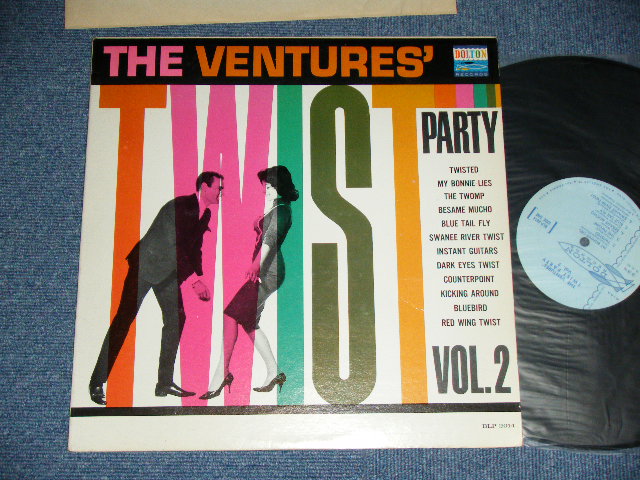 THE VENTURES'
DOLTON
RECORDS
TWIST
PARTY
TWISTED
MY BONNIE LIES
THE TWOMP
BESAME MUCHO
BLUE TAIL FLY
SWANEE RIVER TWIST
INSTANT GUITARS
DARK EYES TWIST
COUNTERPOINT
KICKING AROUND
BLUEBIRD
RED WING TWIST
VOL.2